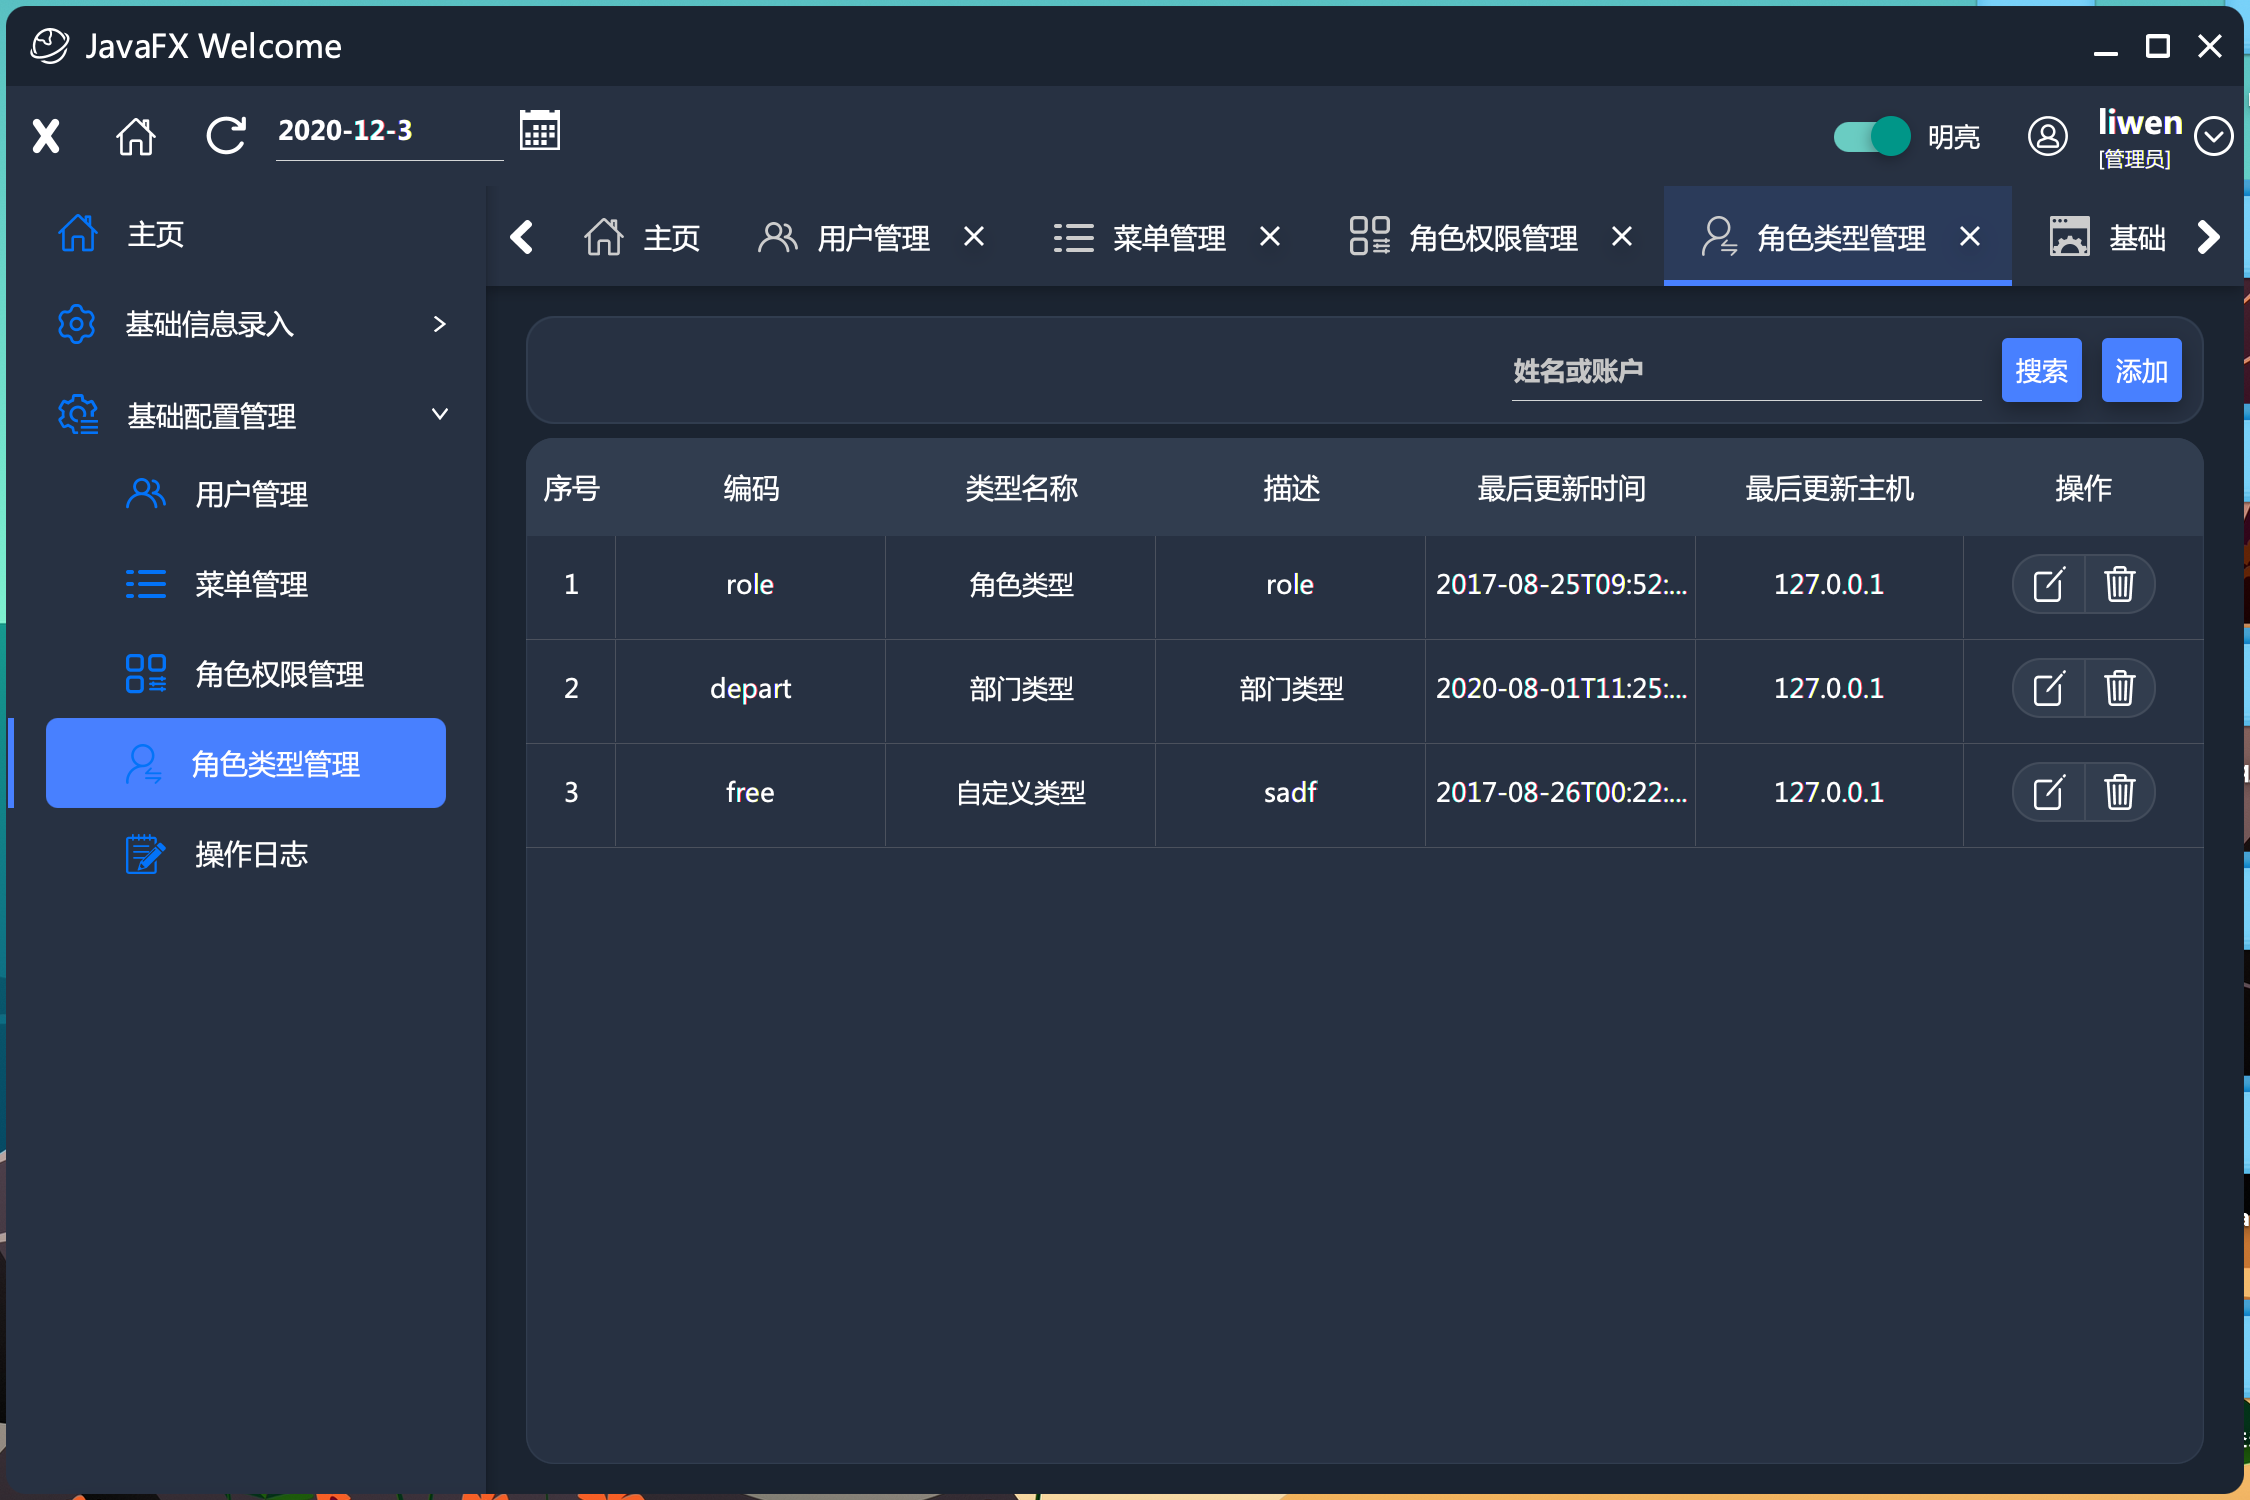 JavaFX Welcome
2020-12-3
明亮
liwen
[管理员]
主页
基础信息录入
基础配置管理
用户管理
菜单管理
角色权限管理
角色类型管理
操作日志
主页 用户管理 菜单管理 角色权限管理 角色类型管理 基础
姓名或账户 搜索 添加
序号 编码 类型名称 描述 最后更新时间 最后更新主机 操作
1 role 角色类型 role 2017-08-25T09:52:... 127.0.0.1
2 depart 部门类型 部门类型 2020-08-01T11:25:... 127.0.0.1
3 free 自定义类型 sadf 2017-08-26T00:22:... 127.0.0.1